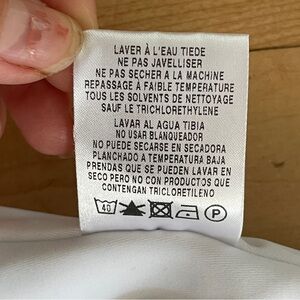 LAVER À L'EAU TIEDE
NE PAS JAVELLISER
NE PAS SECHER A LA MACHINE
REPASSAGE A FAIBLE TEMPERATURE
TOUS LES SOLVENTS DE NETTOYAGE
SAUF LE TRICHLORETHYLENE
LAVAR AL AGUA TIBIA
NO USAR BLANQUEADOR
NO PUEDE SECARSE EN SECADORA
PLANCHADO A TEMPERATURA BAJA
PRENDAS QUE SE PUEDEN LAVAR EN
SECO PERO NO CON PRODUCTOS QUE
CONTENGAN TRICLORETILENO
40 P